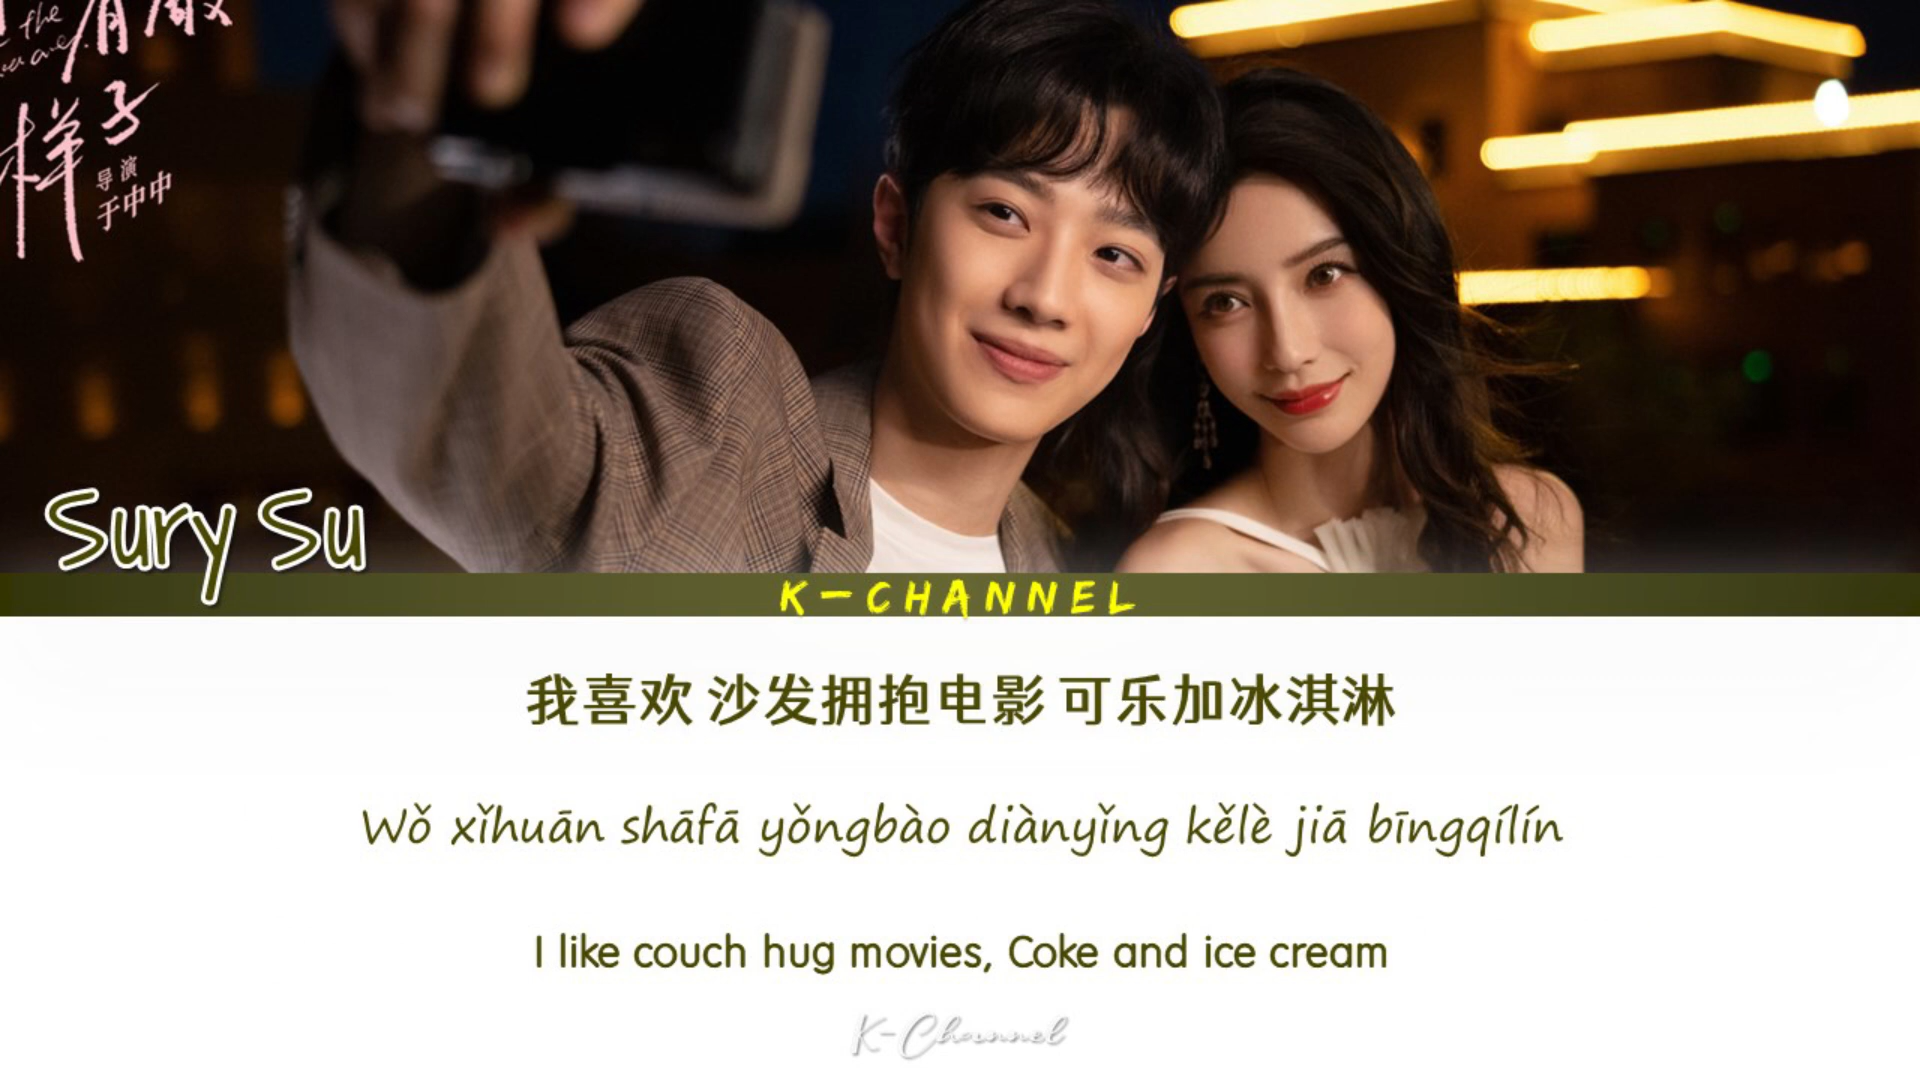 the
有
样子
导演
于中中
Sury Su
K-CHANNEL
我喜欢 沙发拥抱电影 可乐加冰淇淋
Wǒ xǐhuān shāfā yǒngbào diànyǐng kělè jiā bīngqílín
I like couch hug movies, Coke and ice cream
K-Channel